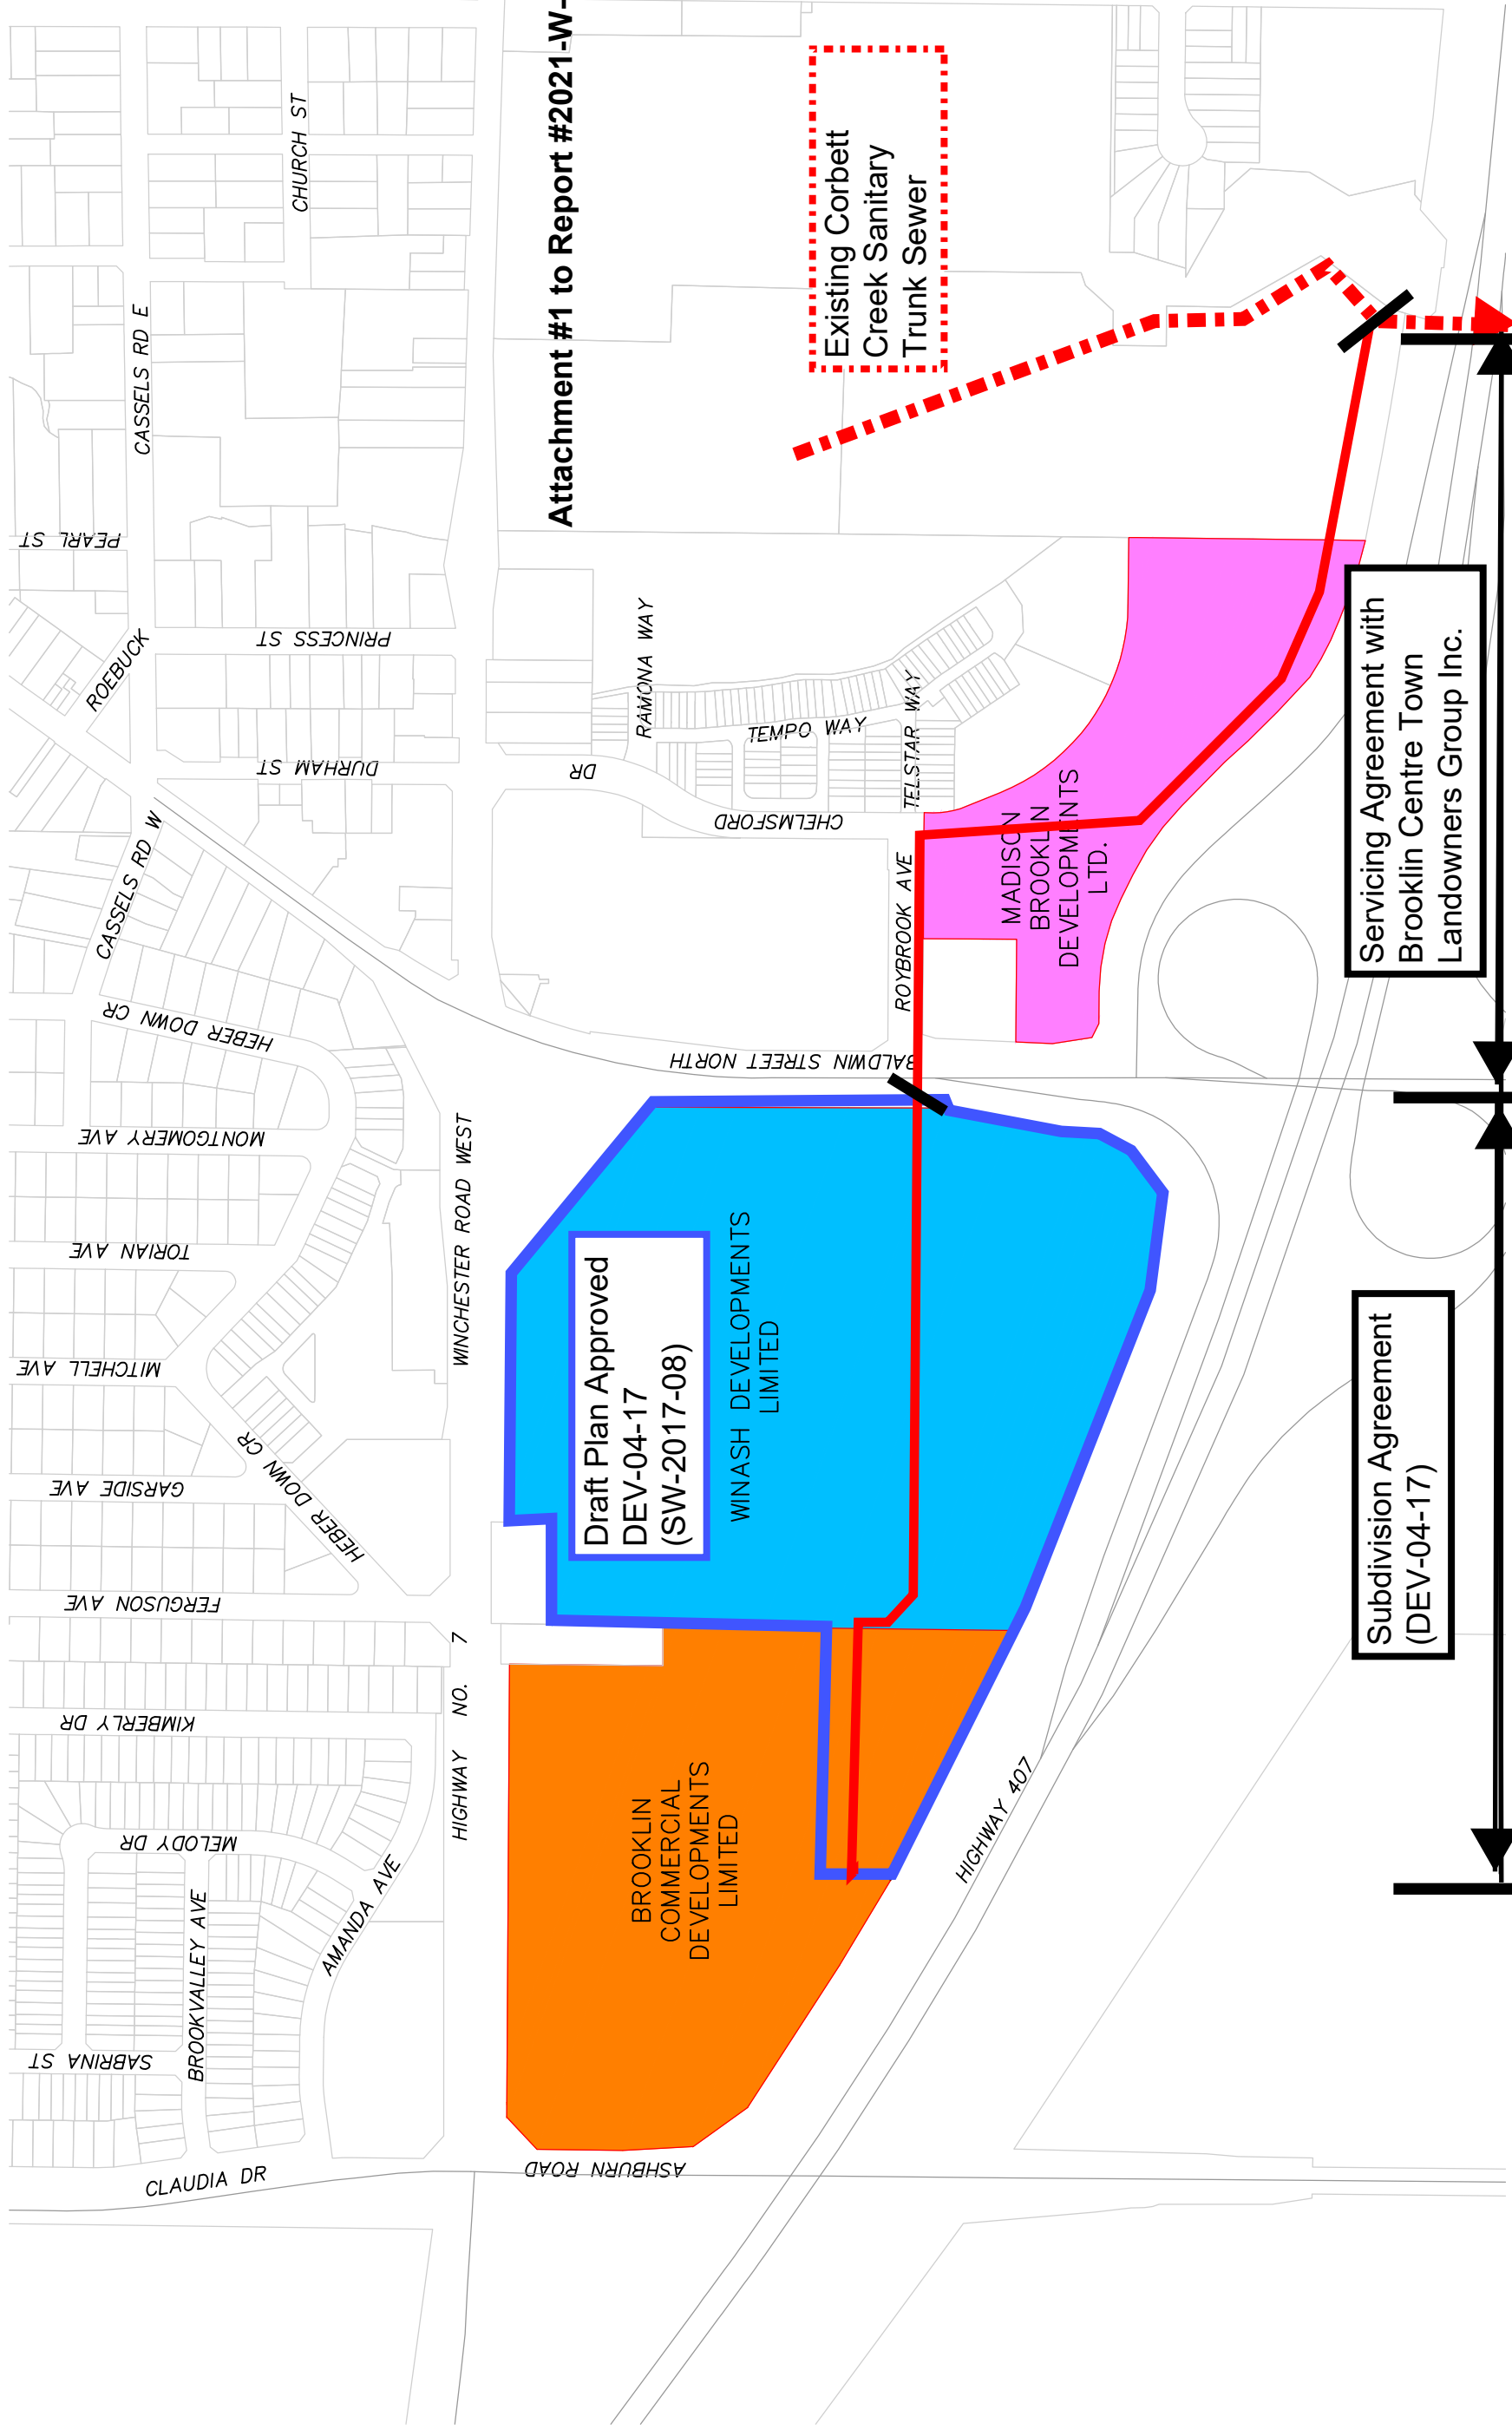 Attachment #1 to Report #2021-W-
Existing Corbett
Creek Sanitary
Trunk Sewer
CHURCH ST
CASSELS RD E
PEARL ST
ROEBUCK
PRINCESS ST
DURHAM ST
CASSELS RD W
HEBER DOWN CR
MONTGOMERY AVE
TORIAN AVE
MITCHELL AVE
GARSIDE AVE
HEBER DOWN CR
FERGUSON AVE
KIMBERLY DR
MELODY DR
AMANDA AVE
BROOKVALLEY AVE
SABRINA ST
CLAUDIA DR
WINCHESTER ROAD WEST
HIGHWAY NO. 7
RAMONA WAY
TEMPO WAY
TELSTAR WAY
CHELMSFORD DR
ROYBROOK AVE
BALDWIN STREET NORTH
MADISON
BROOKLIN
DEVELOPMENTS
LTD.
Draft Plan Approved
DEV-04-17
(SW-2017-08)
WINASH DEVELOPMENTS
LIMITED
BROOKLIN
COMMERCIAL
DEVELOPMENTS
LIMITED
HIGHWAY 407
ASHBURN ROAD
Servicing Agreement with
Brooklin Centre Town
Landowners Group Inc.
Subdivision Agreement
(DEV-04-17)